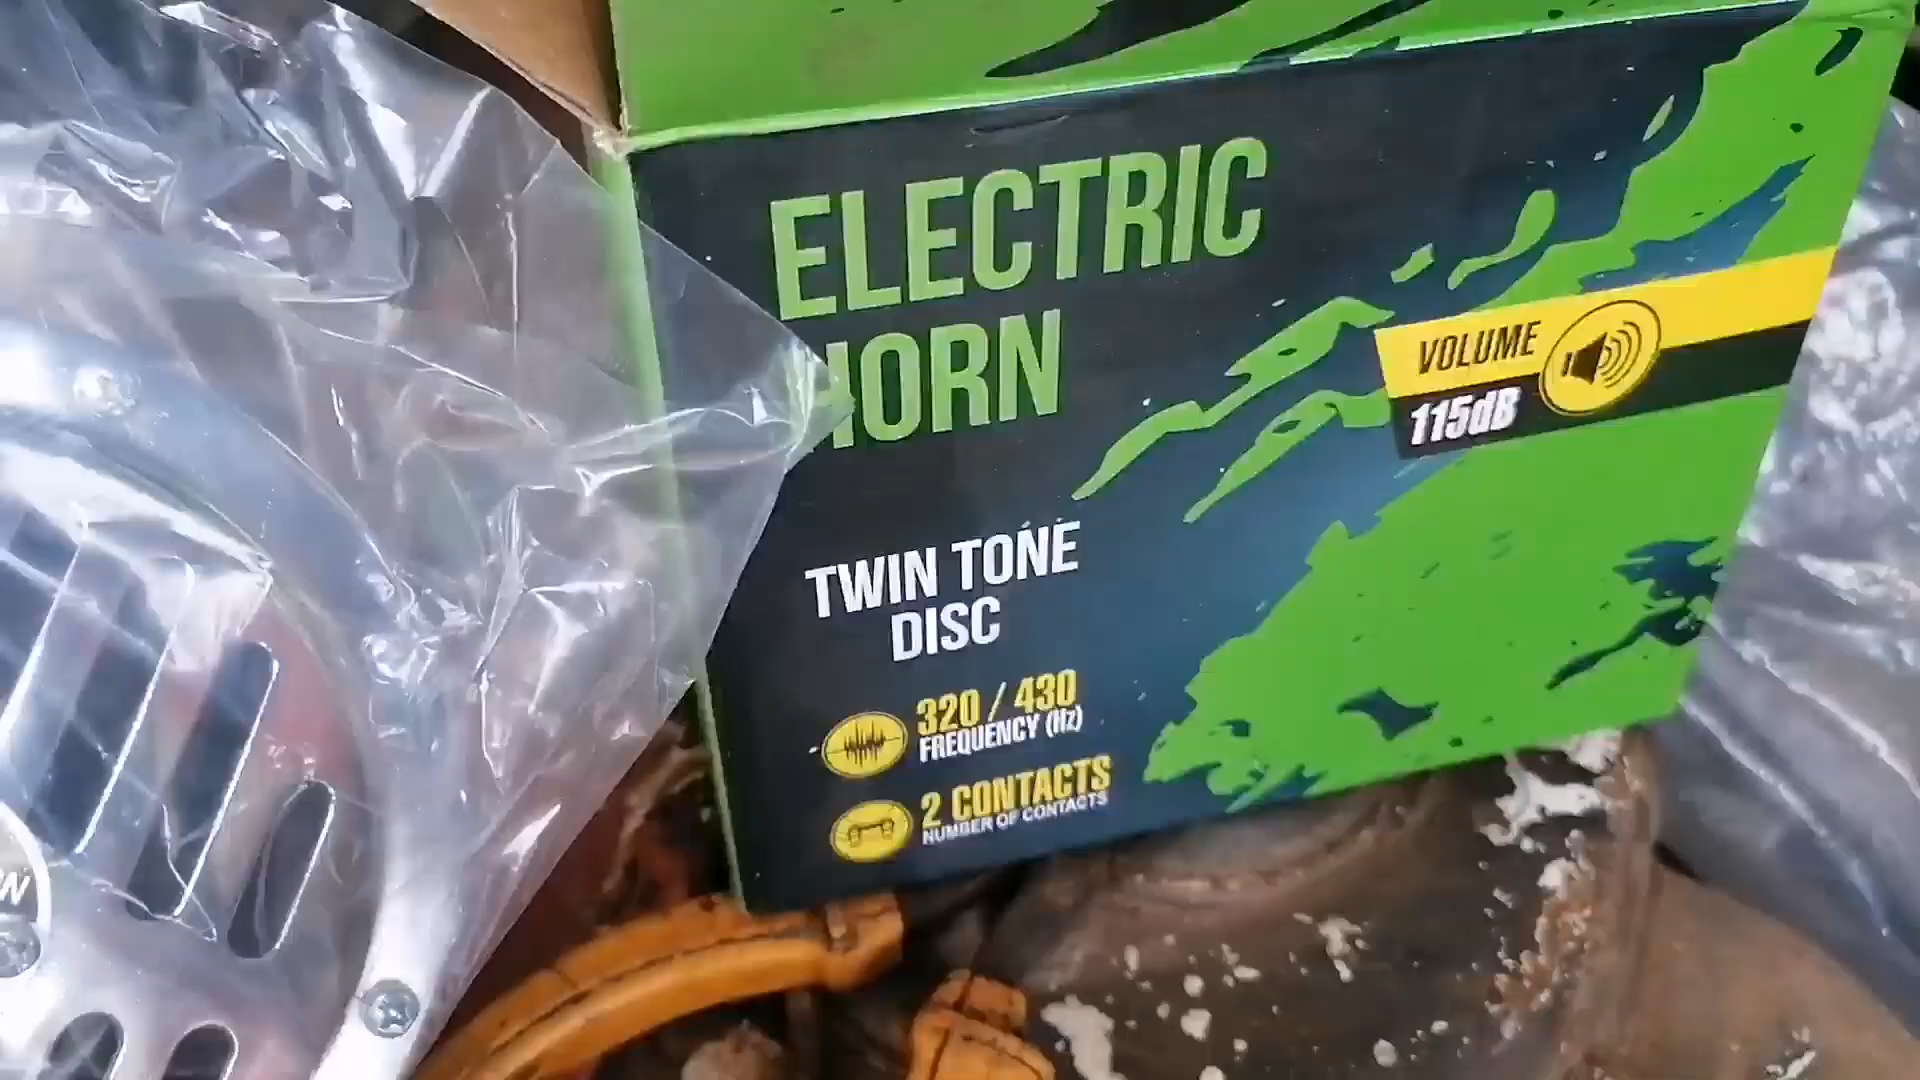 ELECTRIC
HORN
VOLUME
115dB
TWIN TONE
DISC
320 / 430
FREQUENCY (Hz)
2 CONTACTS
NUMBER OF CONTACTS